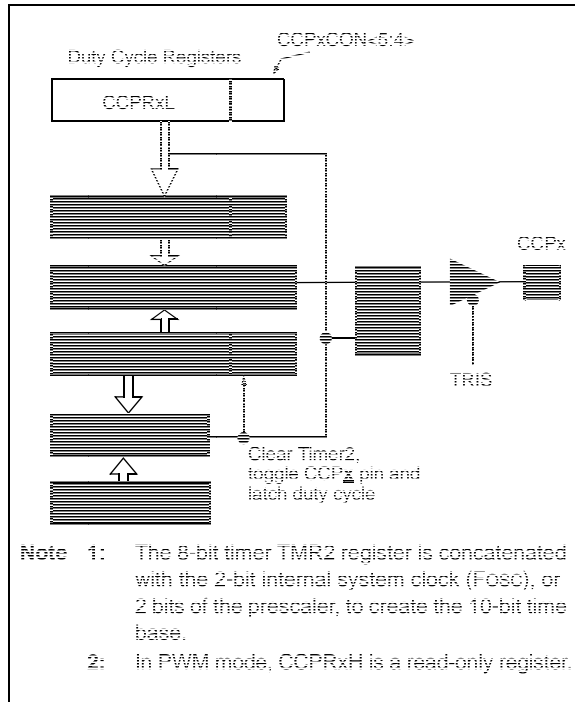 CCPxCON<5:4>
Duty Cycle Registers
CCPRxL
CCPx
TRIS
Clear Timer2,
toggle CCPx pin and
latch duty cycle
Note 1: The 8-bit timer TMR2 register is concatenated
with the 2-bit internal system clock (FOSC), or
2 bits of the prescaler, to create the 10-bit time
base.
2: In PWM mode, CCPRxH is a read-only register.